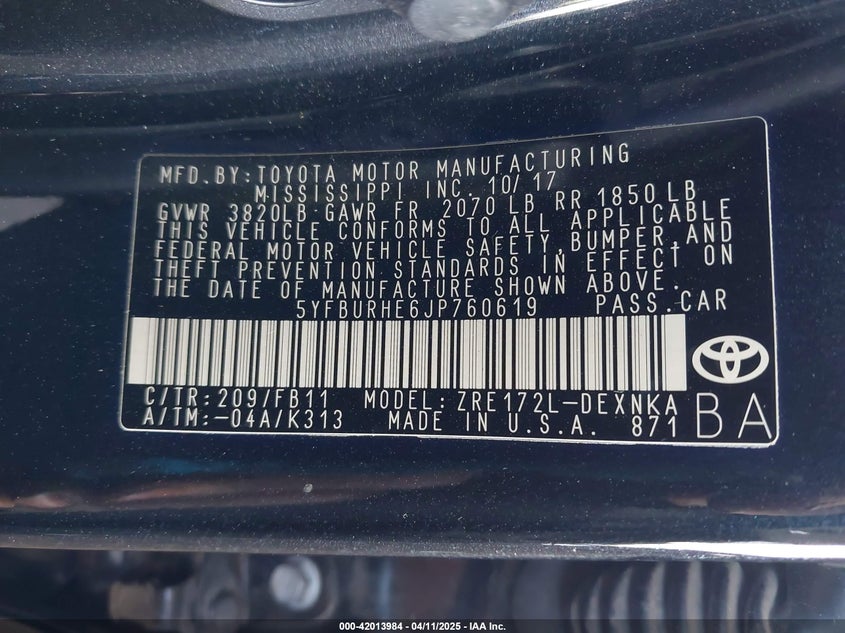 MFD.BY:TOYOTA MOTOR MANUFACTURING
MISSISSIPPI INC. 10/17
GVWR 3820LB GAWR FR 2070 LB RR 1850 LB
THIS VEHICLE CONFORMS TO ALL APPLICABLE
FEDERAL MOTOR VEHICLE SAFETY,BUMPER,AND
THEFT PREVENTION STANDARDS IN EFFECT ON
THE DATE OF MANUFACTURE SHOWN ABOVE.
5YFBURHE6JP760619 PASS.CAR
C/TR:209/FB11 MODEL:ZRE172L-DEXNKA
A/TM:-04A/K313 MADE IN U.S.A. 871
BA
000-42013984 - 04/11/2025 - IAA Inc.